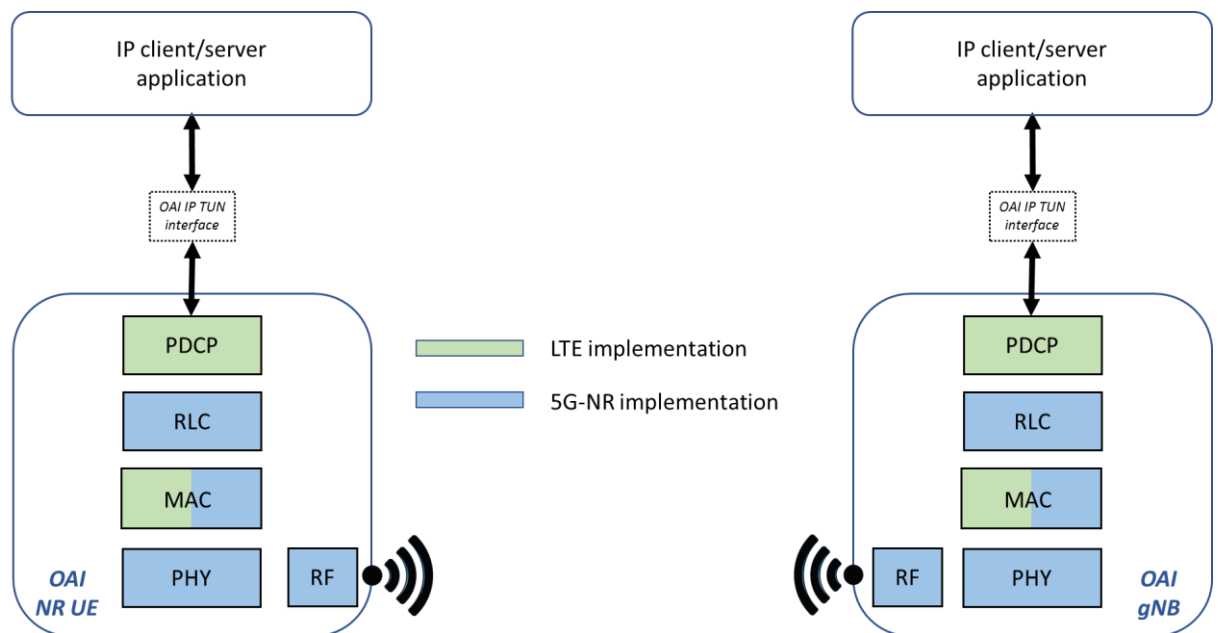 IP client/server
application
OAI IP TUN
interface
PDCP
RLC
MAC
PHY
RF
OAI
NR UE
LTE implementation
5G-NR implementation
IP client/server
application
OAI IP TUN
interface
PDCP
RLC
MAC
RF
PHY
OAI
gNB